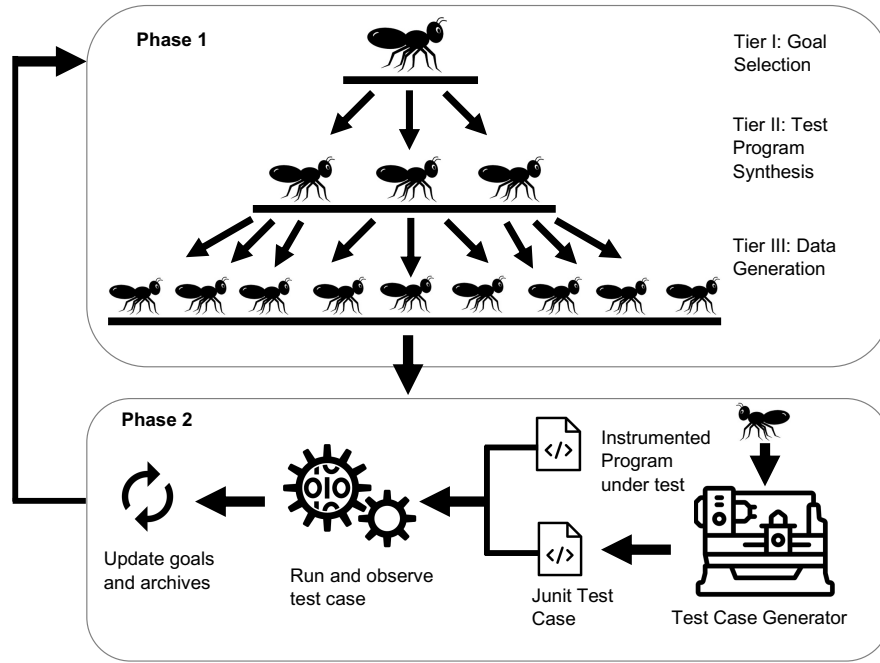 Phase 1
Tier I: Goal
Selection
Tier II: Test
Program
Synthesis
Tier III: Data
Generation
Phase 2
Instrumented
Program
under test
</>
</>
OIO
Update goals
and archives
Run and observe
test case
Junit Test
Case
Test Case Generator